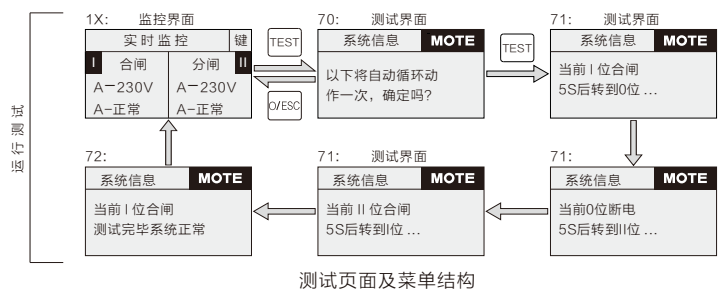 运行测试
1X: 监控界面
实时监控 键
I 合闸 分闸 II
A－230V A－230V
A－正常 A－正常
TEST
O/ESC
70: 测试界面
系统信息 MOTE
以下将自动循环动
作一次，确定吗?
TEST
71: 测试界面
系统信息 MOTE
当前 I 位合闸
5S后转到0位 ...
71:
系统信息 MOTE
当前0位断电
5S后转到II位 ...
71: 测试界面
系统信息 MOTE
当前 II 位合闸
5S后转到I位 ...
72:
系统信息 MOTE
当前 I 位合闸
测试完毕系统正常
测试页面及菜单结构